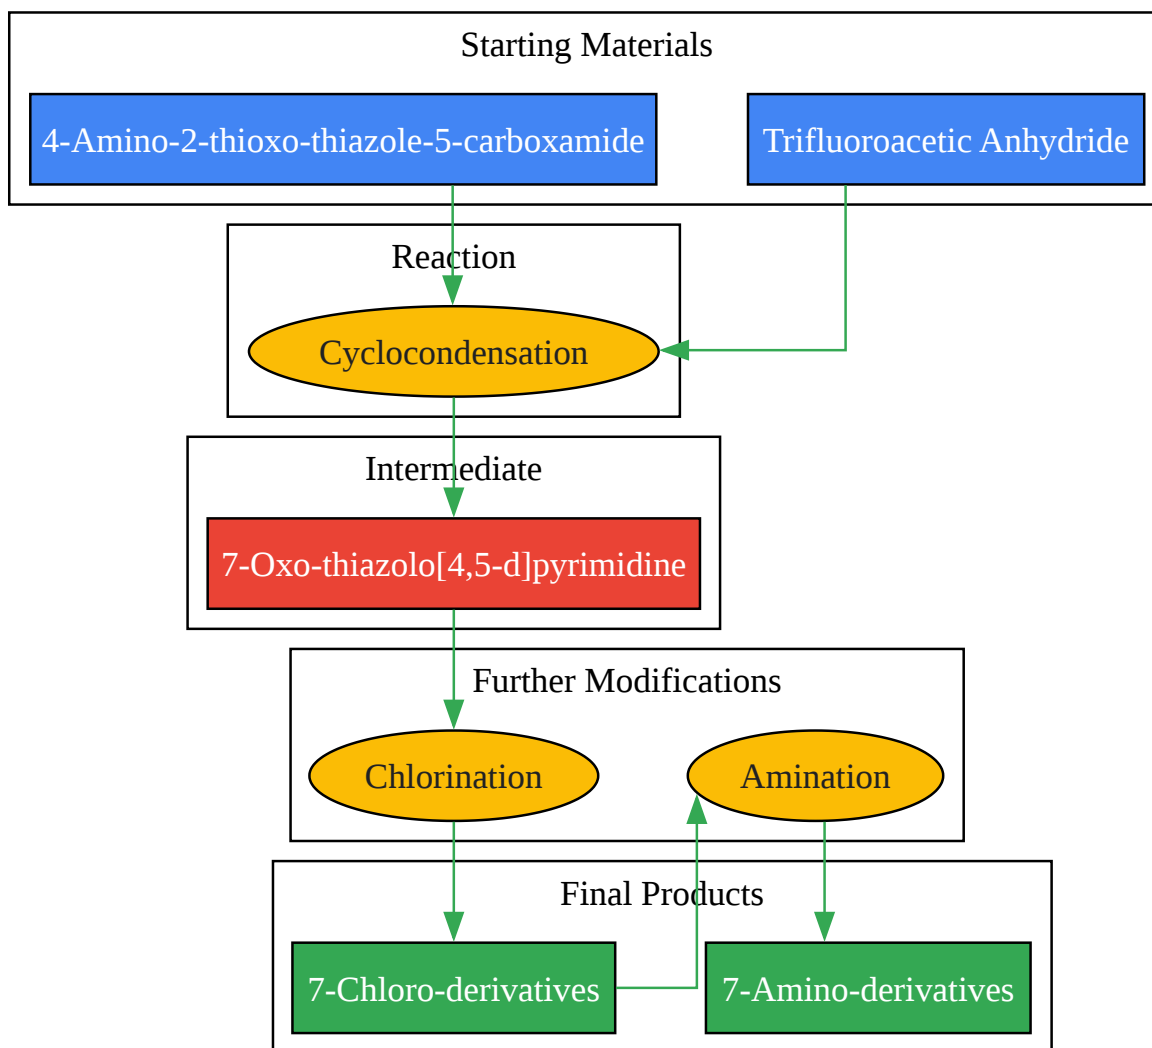 Starting Materials
4-Amino-2-thioxo-thiazole-5-carboxamide
Trifluoroacetic Anhydride
Reaction
Cyclocondensation
Intermediate
7-Oxo-thiazolo[4,5-d]pyrimidine
Further Modifications
Chlorination
Amination
Final Products
7-Chloro-derivatives
7-Amino-derivatives